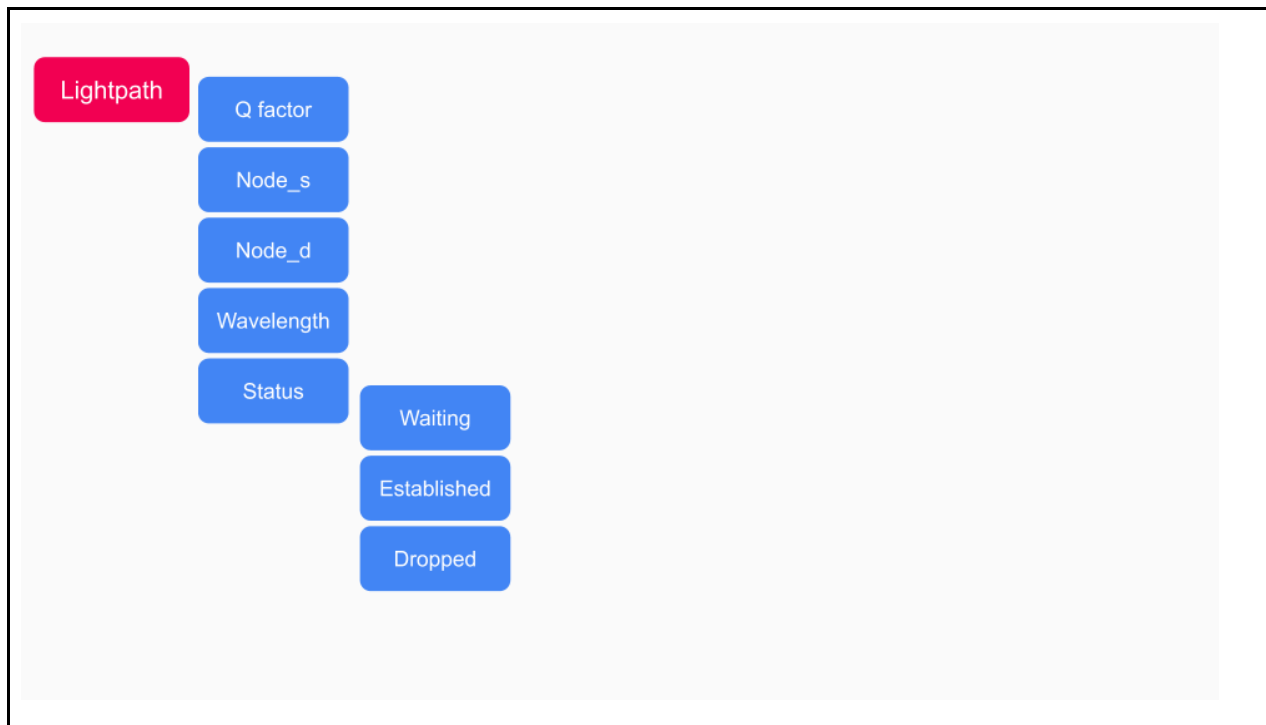 Lightpath
Q factor
Node_s
Node_d
Wavelength
Status
Waiting
Established
Dropped